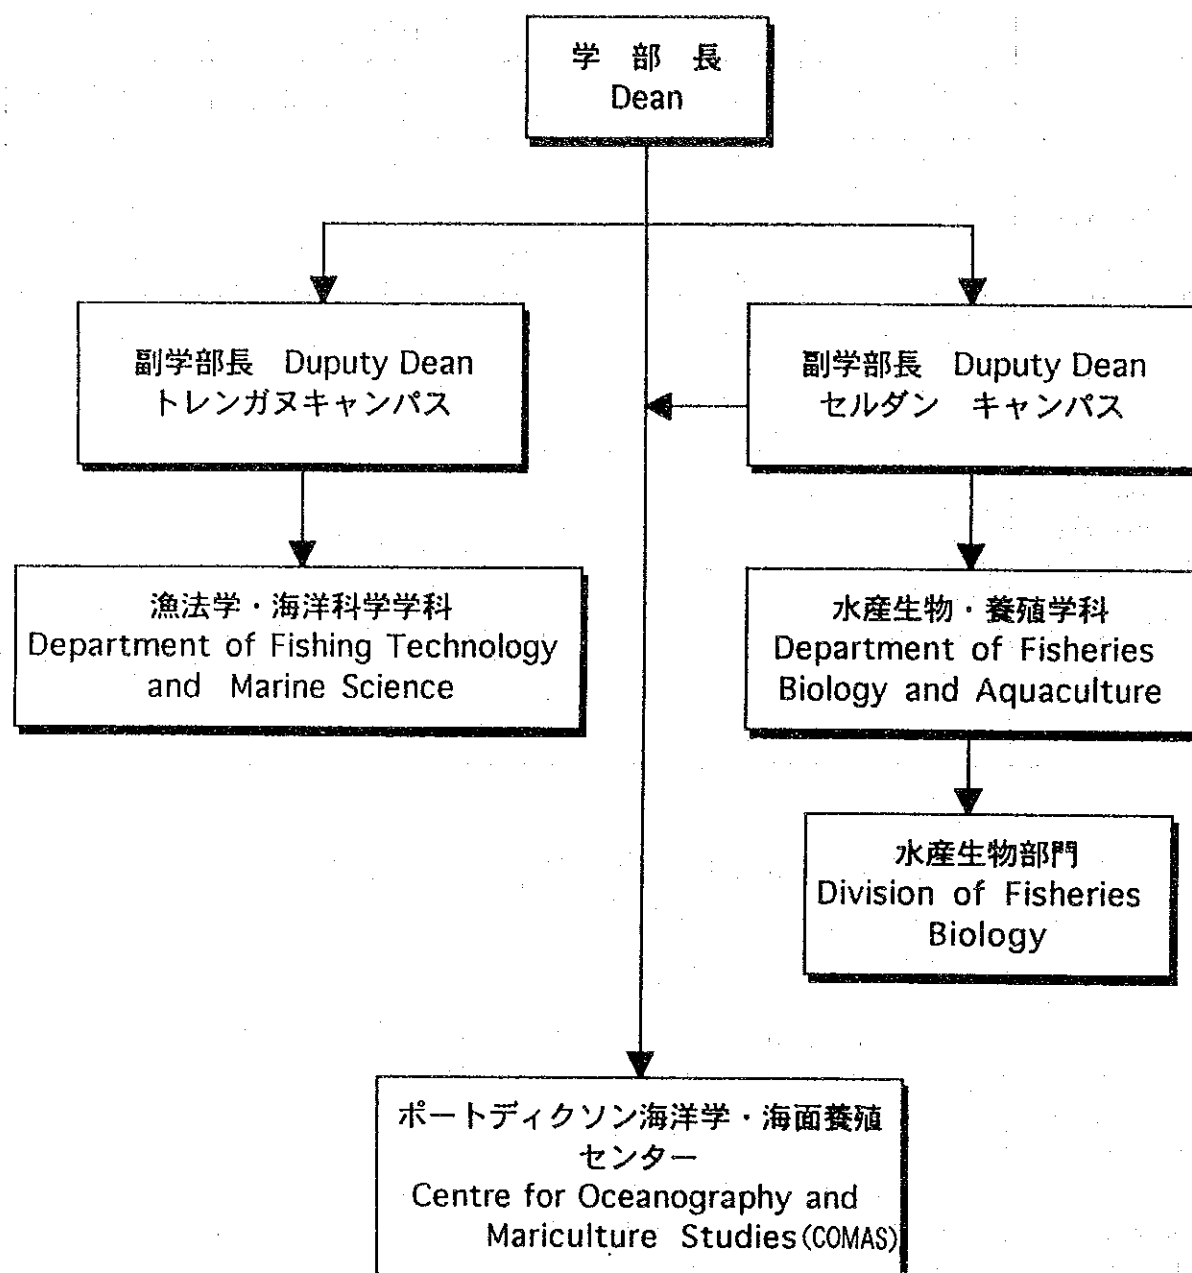 学 部 長
Dean
副学部長 Duputy Dean
トレンガヌキャンパス
副学部長 Duputy Dean
セルダン キャンパス
漁法学・海洋科学学科
Department of Fishing Technology
and Marine Science
水産生物・養殖学科
Department of Fisheries
Biology and Aquaculture
水産生物部門
Division of Fisheries
Biology
ポートディクソン海洋学・海面養殖
センター
Centre for Oceanography and
Mariculture Studies(COMAS)